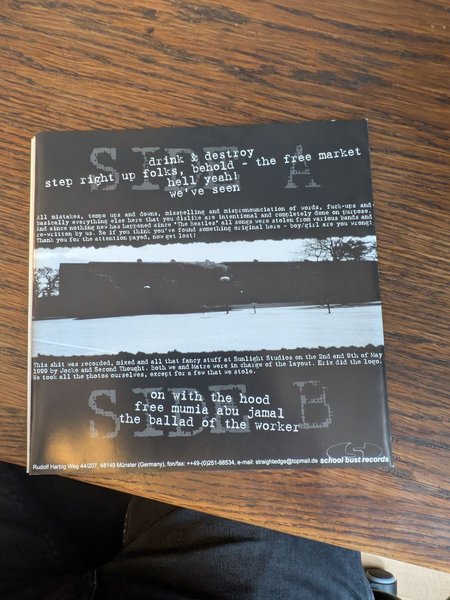 SIDE A
drink & destroy
step right up folks, behold - the free market
hell yeah!
we've seen
All mistakes, tempo ups and downs, misspelling and mispronounciation of words, fuck-ups and
basically everything else here that you dislike are intentional and completely done on purpose.
And since nothing new has happened since "The Beatles" all songs were stolen from various bands and
re-written by us. So if you think you've found something original here - boy/girl are you wrong!
Thank you for the attention payed, now get lost!
This shit was recorded, mixed and all that fancy stuff at Sunlight Studios on the 2nd and 9th of May
1999 by Jocke and Second Thought. Both we and Matze were in charge of the layout. Erix did the logo.
We took all the photos ourselves, except for a few that we stole.
SIDE B
on with the hood
free mumia abu jamal
the ballad of the worker
Rudolf Harbig Weg 44/207, 48149 Münster (Germany), fon/fax: ++49-(0)251-88534, e-mail: straightedge@topmail.de
school bust records